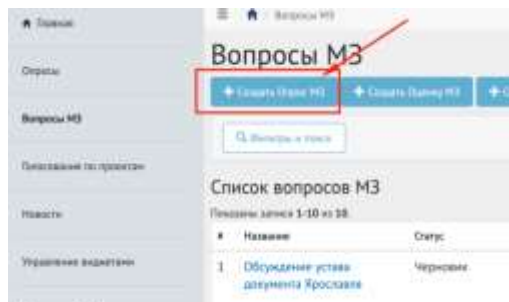 Главная
Вопросы МЗ
Опросы
Вопросы МЗ
+ Создать Опрос МЗ
+ Создать Оценку МЗ
Вопросы МЗ
Фильтры и поиск
Голосование по проектам
Список вопросов МЗ
Новости
Показаны записи 1-10 из 10.
# Название Статус
Управление виджетами
1 Обсуждение устава Черновик
документа Ярославля